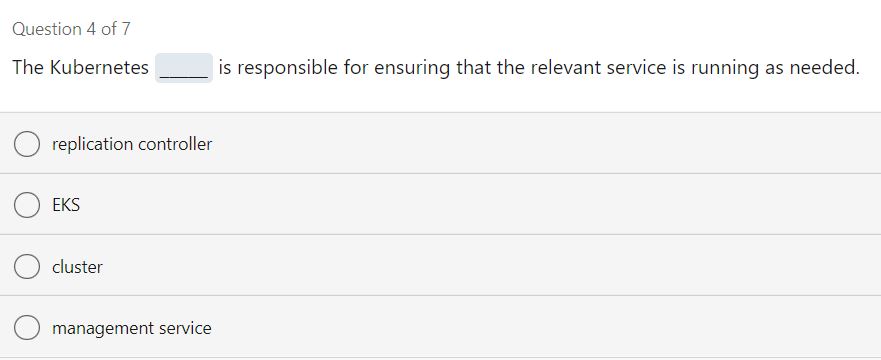 Question 4 of 7
The Kubernetes _____ is responsible for ensuring that the relevant service is running as needed.
replication controller
EKS
cluster
management service